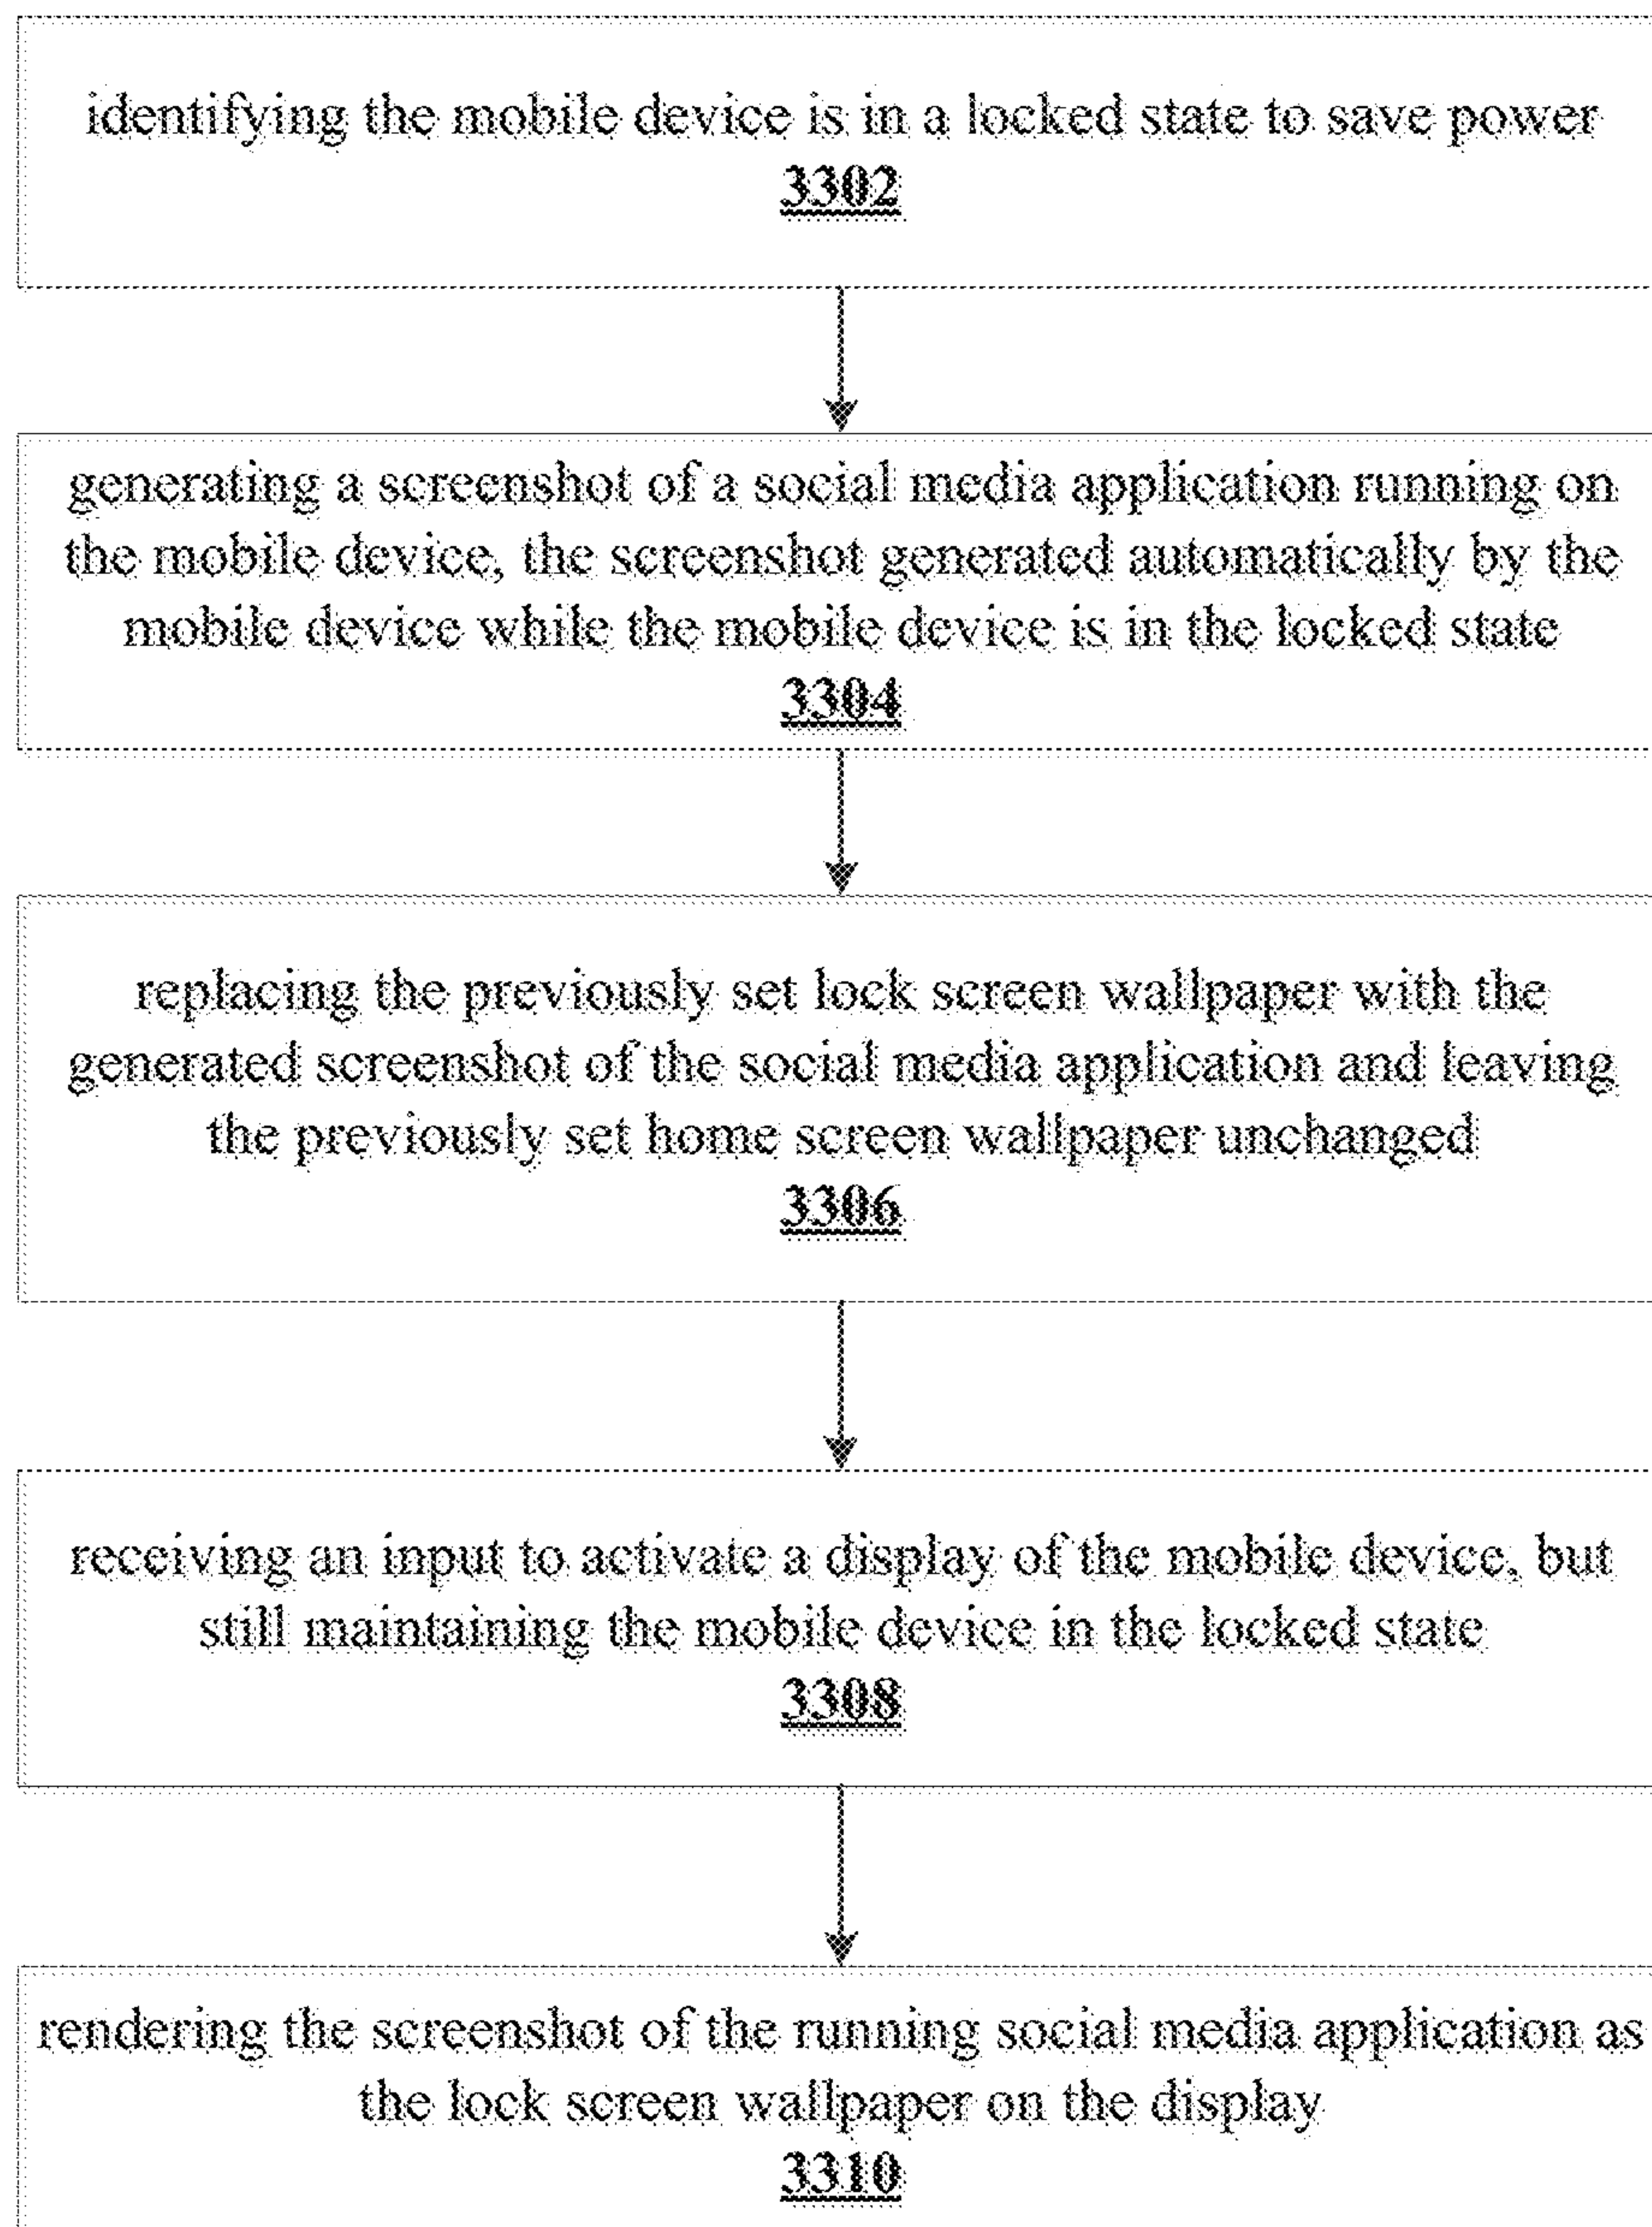 identifying the mobile device is in a locked state to save power
3302
generating a screenshot of a social media application running on
the mobile device, the screenshot generated automatically by the
mobile device while the mobile device is in the locked state
3304
replacing the previously set lock screen wallpaper with the
generated screenshot of the social media application and leaving
the previously set home screen wallpaper unchanged
3306
receiving an input to activate a display of the mobile device, but
still maintaining the mobile device in the locked state
3308
rendering the screenshot of the running social media application as
the lock screen wallpaper on the display
3310